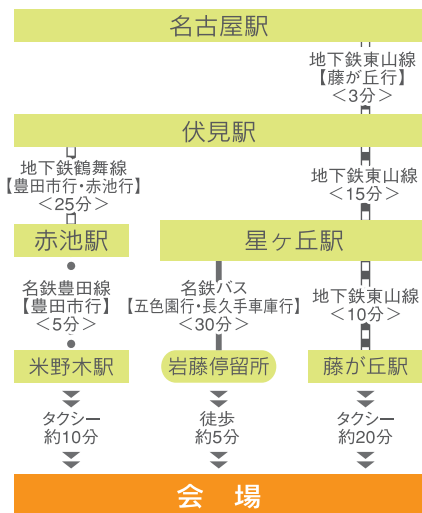 名古屋駅
地下鉄東山線
【藤が丘行】
＜3分＞
伏見駅
地下鉄鶴舞線
【豊田市行・赤池行】
＜25分＞
地下鉄東山線
＜15分＞
赤池駅
星ヶ丘駅
名鉄豊田線
【豊田市行】
＜5分＞
名鉄バス
【五色園行・長久手車庫行】
＜30分＞
地下鉄東山線
＜10分＞
米野木駅
岩藤停留所
藤が丘駅
タクシー
約10分
徒歩
約5分
タクシー
約20分
会　場